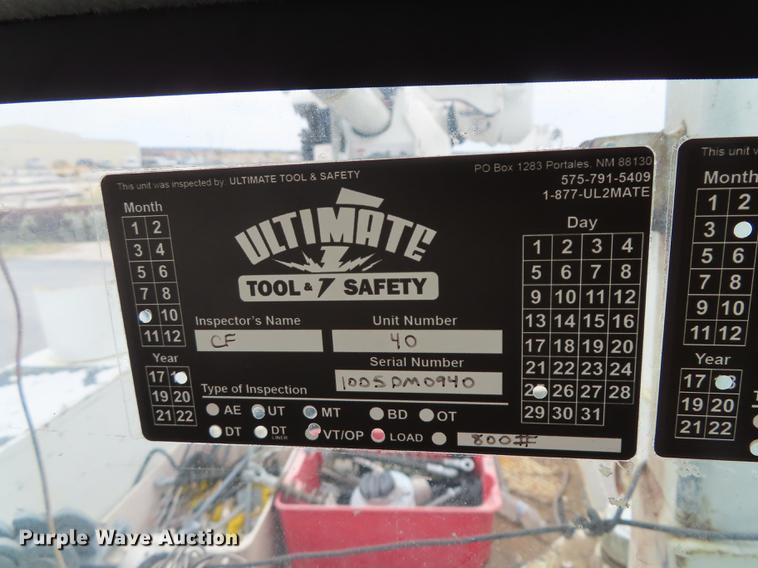 This unit was inspected by: ULTIMATE TOOL & SAFETY
PO Box 1283 Portales, NM 88130
575-791-5409
1-877-UL2MATE
Month
1 2
3 4
5 6
7 8
10
11 12
Year
17
19 20
21 22
ULTIMATE
TOOL & SAFETY
Inspector's Name
CF
Unit Number
40
Serial Number
1005DM0940
Type of Inspection
AE UT MT BD OT
DT DT LINER VT/OP LOAD
800#
Day
1 2 3 4
5 6 7 8
9 10 11 12
13 14 15 16
17 18 19 20
21 22 23 24
26 27 28
29 30 31
This unit was
Month
1 2
3
5 6
7 8
9 10
11 12
Year
17
19 20
21 22
Purple Wave Auction